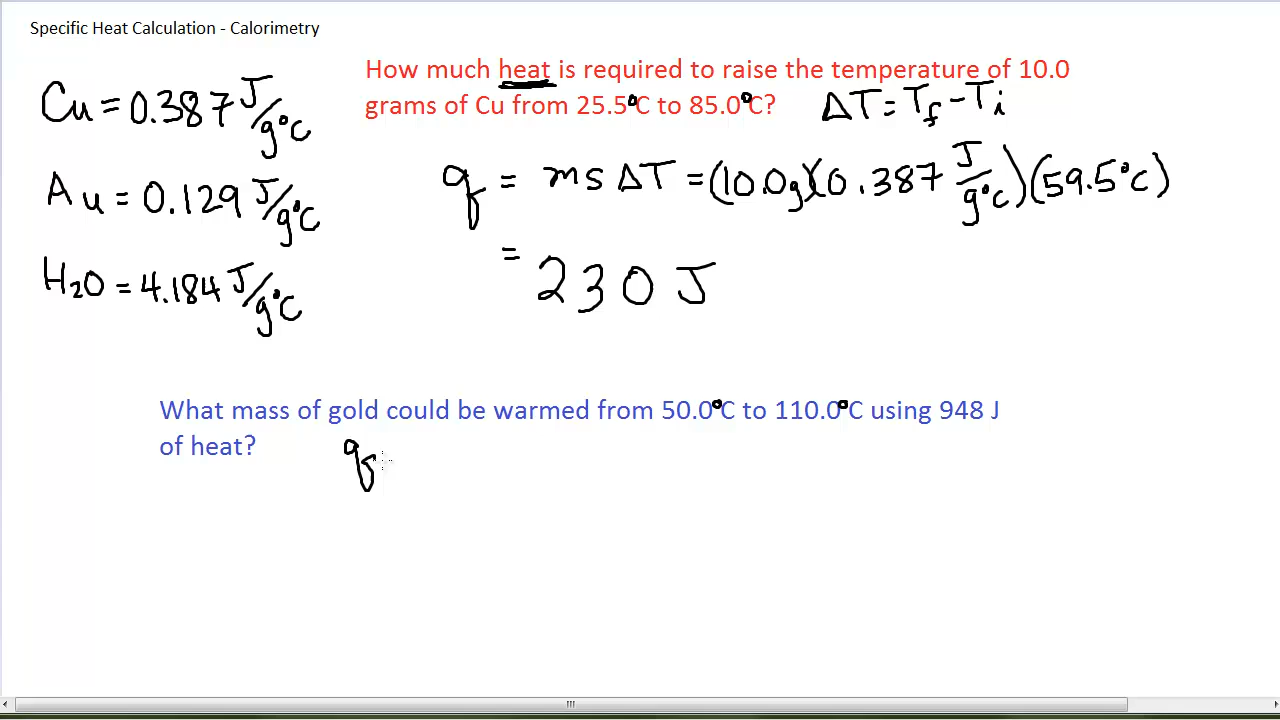 Specific Heat Calculation - Calorimetry
How much heat is required to raise the temperature of 10.0
grams of Cu from 25.5°C to 85.0°C?
ΔT = Tf - Ti
Cu = 0.387 J/g°C
Au = 0.129 J/g°C
H2O = 4.184 J/g°C
q = msΔT = (10.0g)(0.387 J/g°C)(59.5°C)
= 230 J
What mass of gold could be warmed from 50.0°C to 110.0°C using 948 J
of heat?
q